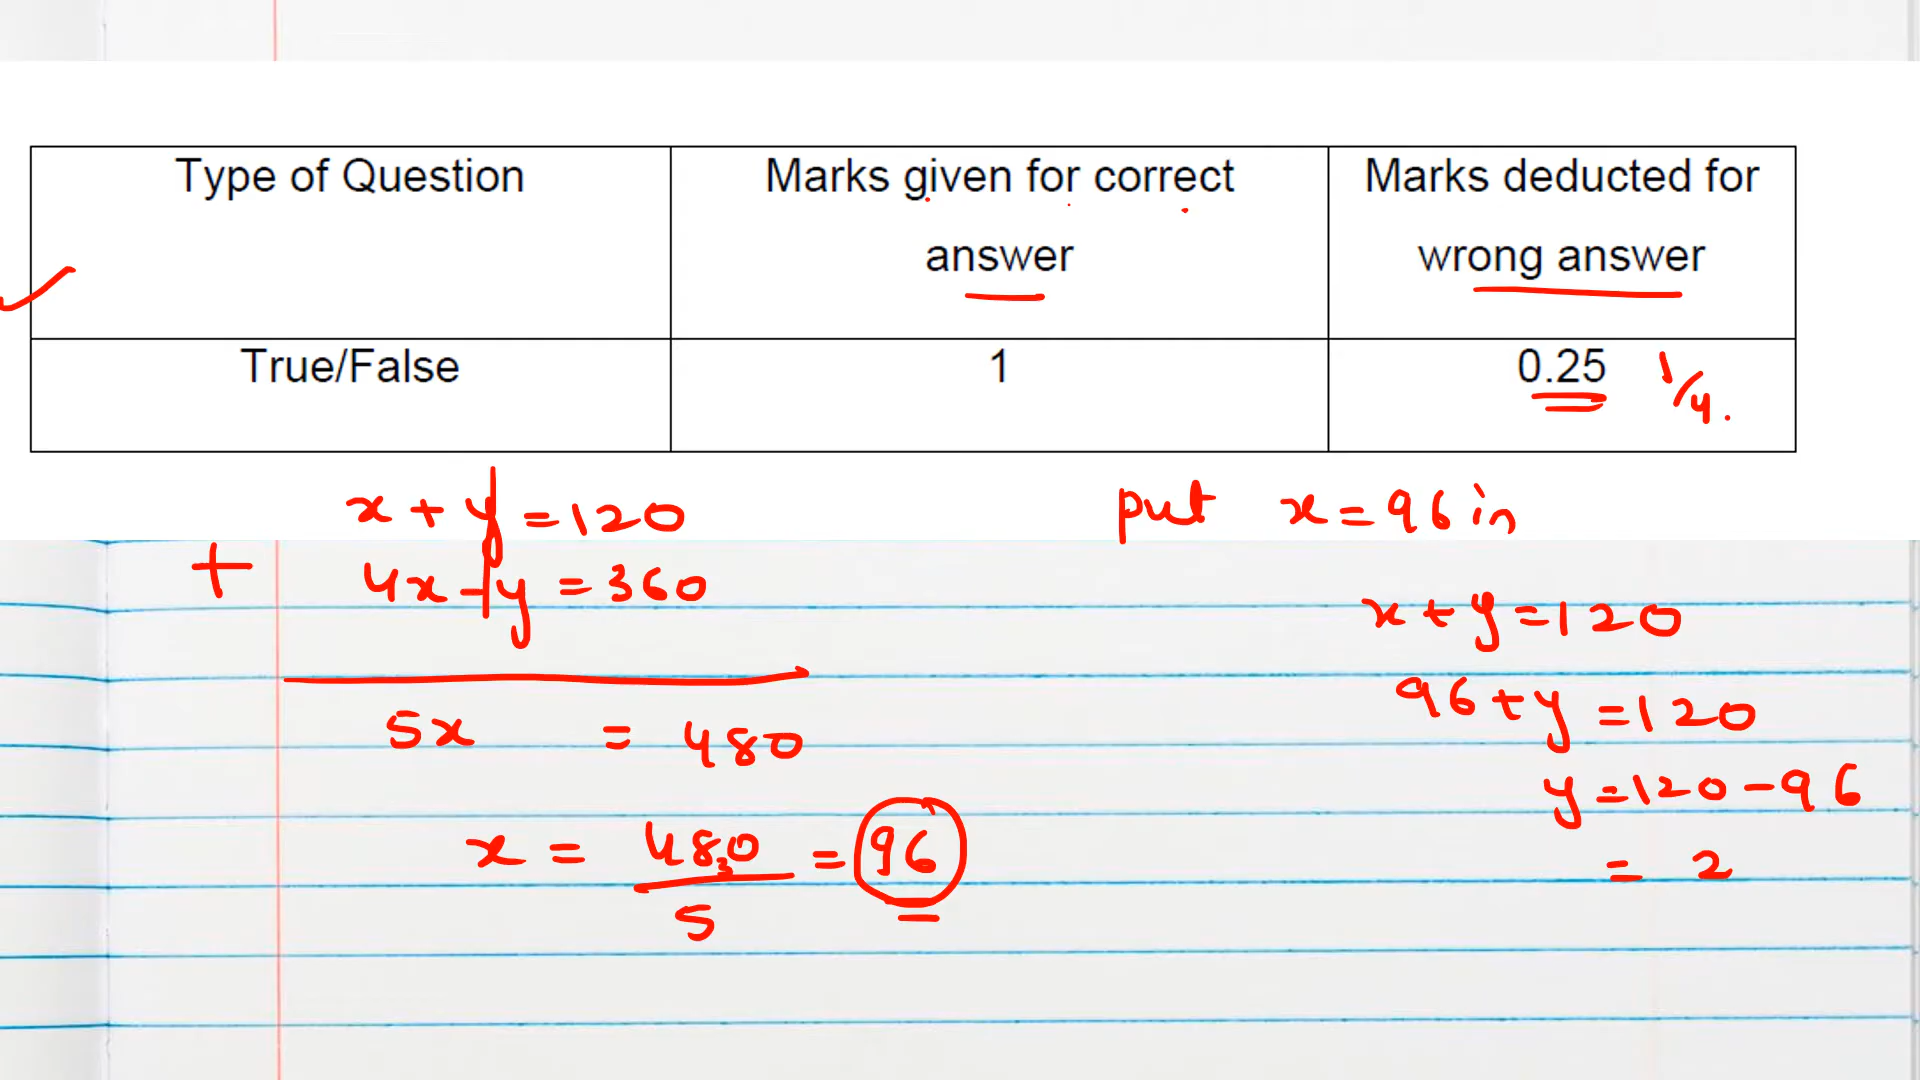 Type of Question
Marks given for correct answer
Marks deducted for wrong answer
True/False
1
0.25
1/4.
x + y = 120
+ 4x - y = 360
5x = 480
x = 480/5 = 96
put x = 96 in
x + y = 120
96 + y = 120
y = 120 - 96
= 2